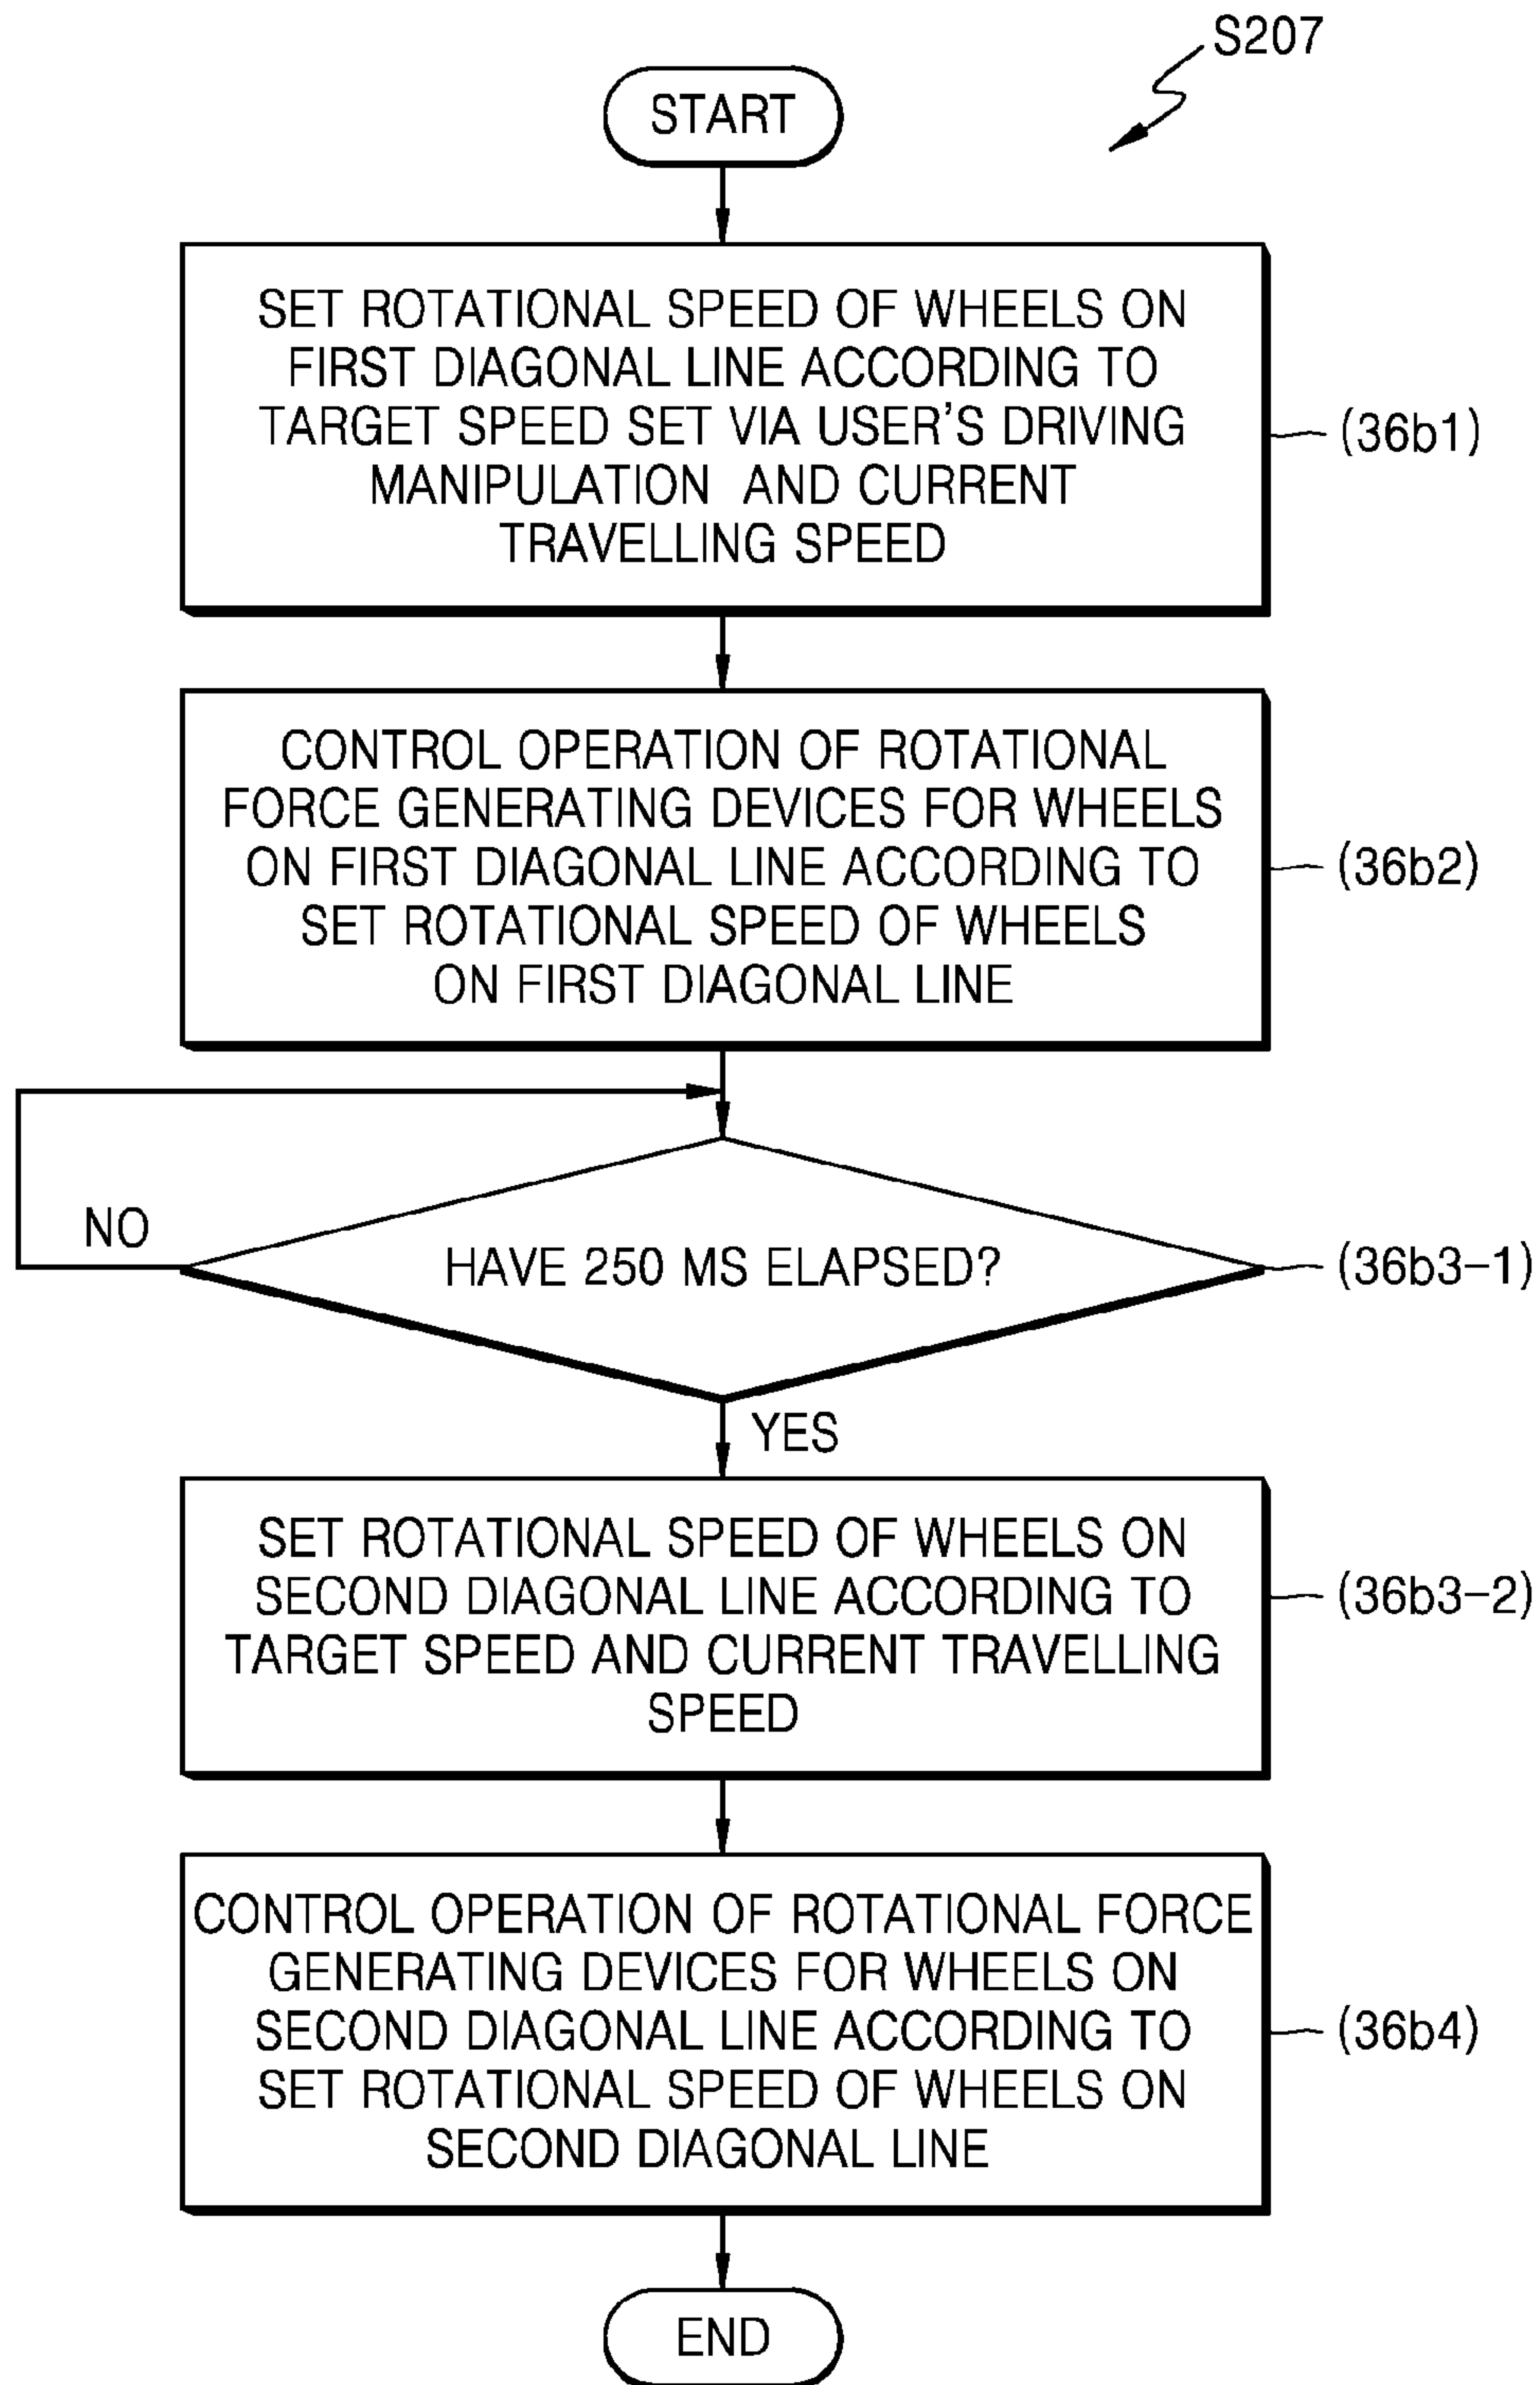 S207
START
SET ROTATIONAL SPEED OF WHEELS ON
FIRST DIAGONAL LINE ACCORDING TO
TARGET SPEED SET VIA USER'S DRIVING
MANIPULATION AND CURRENT
TRAVELLING SPEED
(36b1)
CONTROL OPERATION OF ROTATIONAL
FORCE GENERATING DEVICES FOR WHEELS
ON FIRST DIAGONAL LINE ACCORDING TO
SET ROTATIONAL SPEED OF WHEELS
ON FIRST DIAGONAL LINE
(36b2)
NO
HAVE 250 MS ELAPSED?
(36b3-1)
YES
SET ROTATIONAL SPEED OF WHEELS ON
SECOND DIAGONAL LINE ACCORDING TO
TARGET SPEED AND CURRENT TRAVELLING
SPEED
(36b3-2)
CONTROL OPERATION OF ROTATIONAL FORCE
GENERATING DEVICES FOR WHEELS ON
SECOND DIAGONAL LINE ACCORDING TO
SET ROTATIONAL SPEED OF WHEELS ON
SECOND DIAGONAL LINE
(36b4)
END